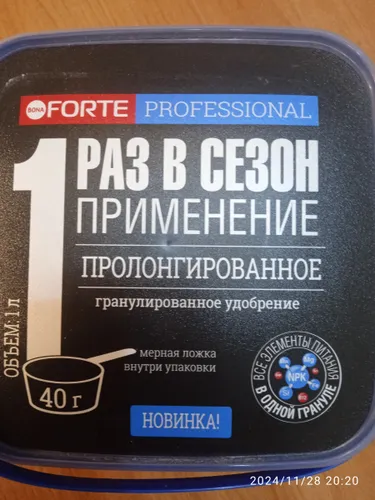 BONA FORTE PROFESSIONAL
1 РАЗ В СЕЗОН
ПРИМЕНЕНИЕ
ПРОЛОНГИРОВАННОЕ
гранулированное удобрение
ОБЪЕМ: 1 л
мерная ложка
внутри упаковки
40 г
НОВИНКА!
ВСЕ ЭЛЕМЕНТЫ ПИТАНИЯ
В ОДНОЙ ГРАНУЛЕ
NPK
2024/11/28 20:20